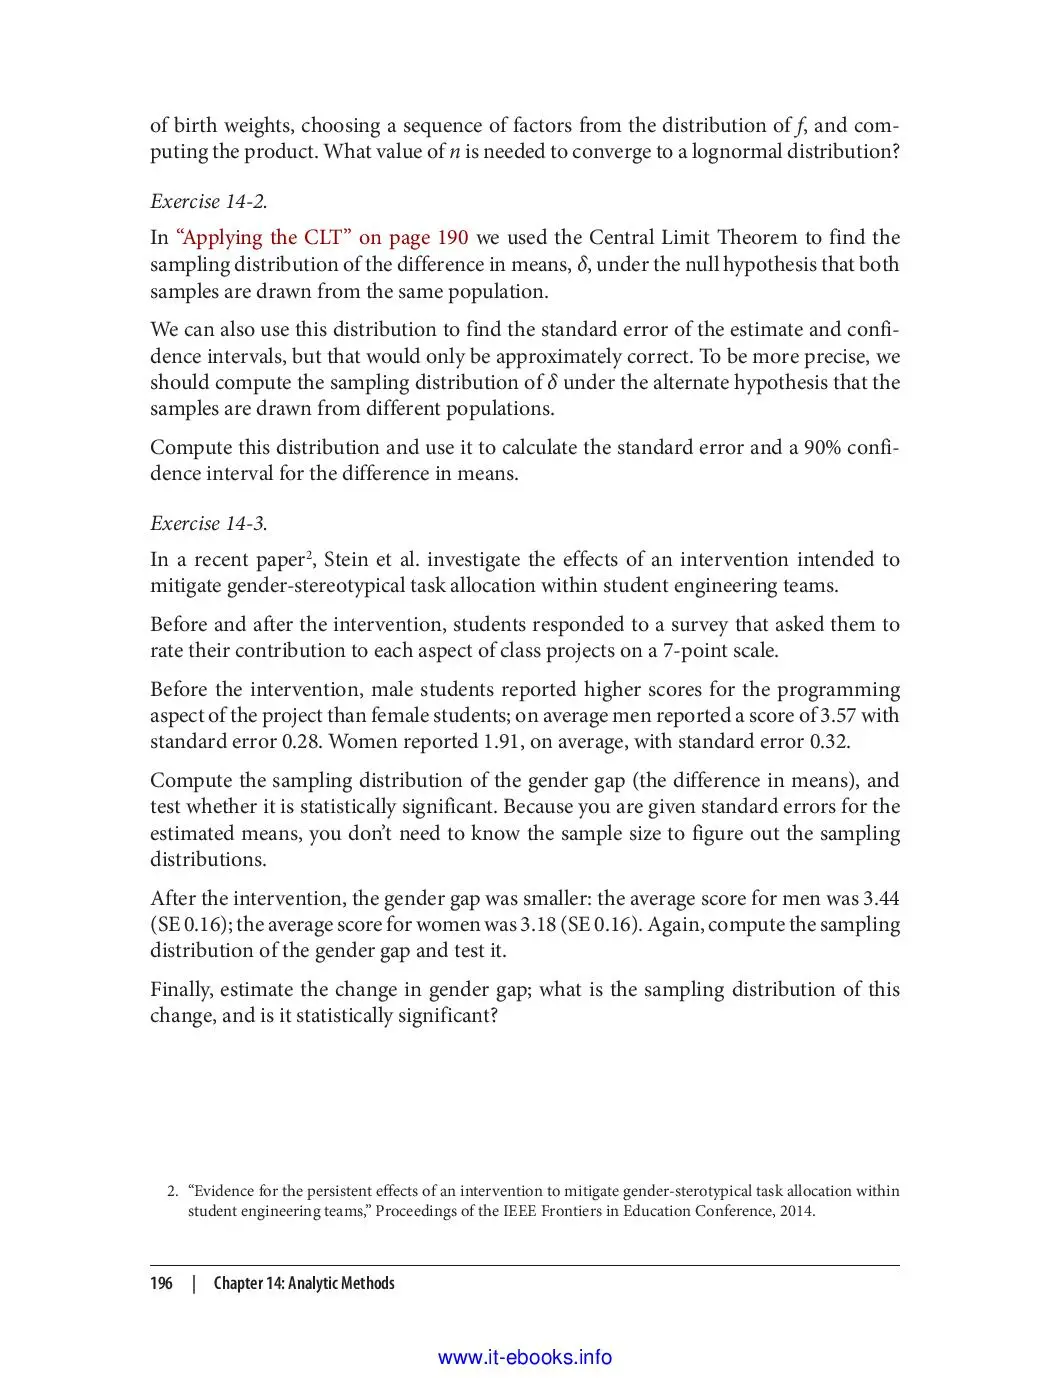 of birth weights, choosing a sequence of factors from the distribution of f, and com-
puting the product. What value of n is needed to converge to a lognormal distribution?
Exercise 14-2.
In “Applying the CLT” on page 190 we used the Central Limit Theorem to find the
sampling distribution of the difference in means, δ, under the null hypothesis that both
samples are drawn from the same population.
We can also use this distribution to find the standard error of the estimate and confi-
dence intervals, but that would only be approximately correct. To be more precise, we
should compute the sampling distribution of δ under the alternate hypothesis that the
samples are drawn from different populations.
Compute this distribution and use it to calculate the standard error and a 90% confi-
dence interval for the difference in means.
Exercise 14-3.
In a recent paper2, Stein et al. investigate the effects of an intervention intended to
mitigate gender-stereotypical task allocation within student engineering teams.
Before and after the intervention, students responded to a survey that asked them to
rate their contribution to each aspect of class projects on a 7-point scale.
Before the intervention, male students reported higher scores for the programming
aspect of the project than female students; on average men reported a score of 3.57 with
standard error 0.28. Women reported 1.91, on average, with standard error 0.32.
Compute the sampling distribution of the gender gap (the difference in means), and
test whether it is statistically significant. Because you are given standard errors for the
estimated means, you don’t need to know the sample size to figure out the sampling
distributions.
After the intervention, the gender gap was smaller: the average score for men was 3.44
(SE 0.16); the average score for women was 3.18 (SE 0.16). Again, compute the sampling
distribution of the gender gap and test it.
Finally, estimate the change in gender gap; what is the sampling distribution of this
change, and is it statistically significant?
2. “Evidence for the persistent effects of an intervention to mitigate gender-sterotypical task allocation within
student engineering teams,” Proceedings of the IEEE Frontiers in Education Conference, 2014.
196 | Chapter 14: Analytic Methods
www.it-ebooks.info